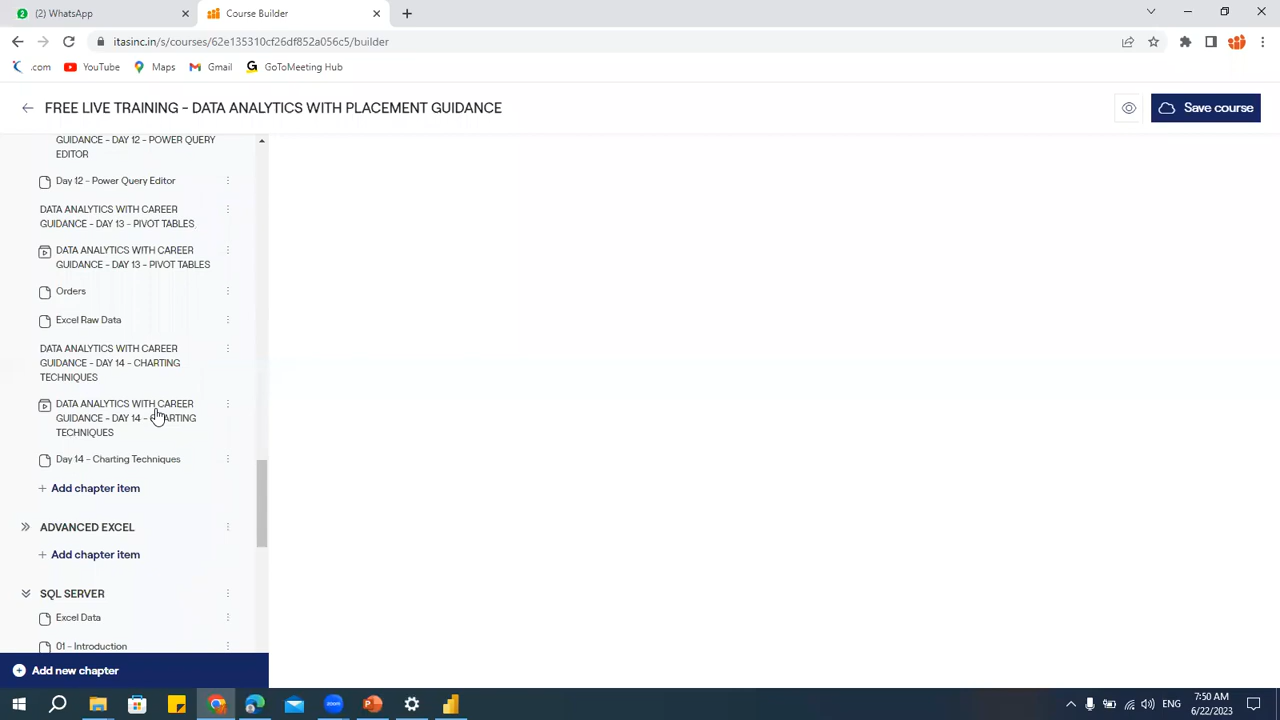 (2) WhatsApp
Course Builder
itasinc.in/s/courses/62e135310cf26df852a056c5/builder
.com
YouTube
Maps
Gmail
GoToMeeting Hub
FREE LIVE TRAINING - DATA ANALYTICS WITH PLACEMENT GUIDANCE
Save course
GUIDANCE - DAY 12 - POWER QUERY
EDITOR
Day 12 - Power Query Editor
DATA ANALYTICS WITH CAREER
GUIDANCE - DAY 13 - PIVOT TABLES
DATA ANALYTICS WITH CAREER
GUIDANCE - DAY 13 - PIVOT TABLES
Orders
Excel Raw Data
DATA ANALYTICS WITH CAREER
GUIDANCE - DAY 14 - CHARTING
TECHNIQUES
DATA ANALYTICS WITH CAREER
GUIDANCE - DAY 14 - CHARTING
TECHNIQUES
Day 14 - Charting Techniques
+ Add chapter item
ADVANCED EXCEL
+ Add chapter item
SQL SERVER
Excel Data
01 - Introduction
Add new chapter
zoom
ENG
7:50 AM
6/22/2023